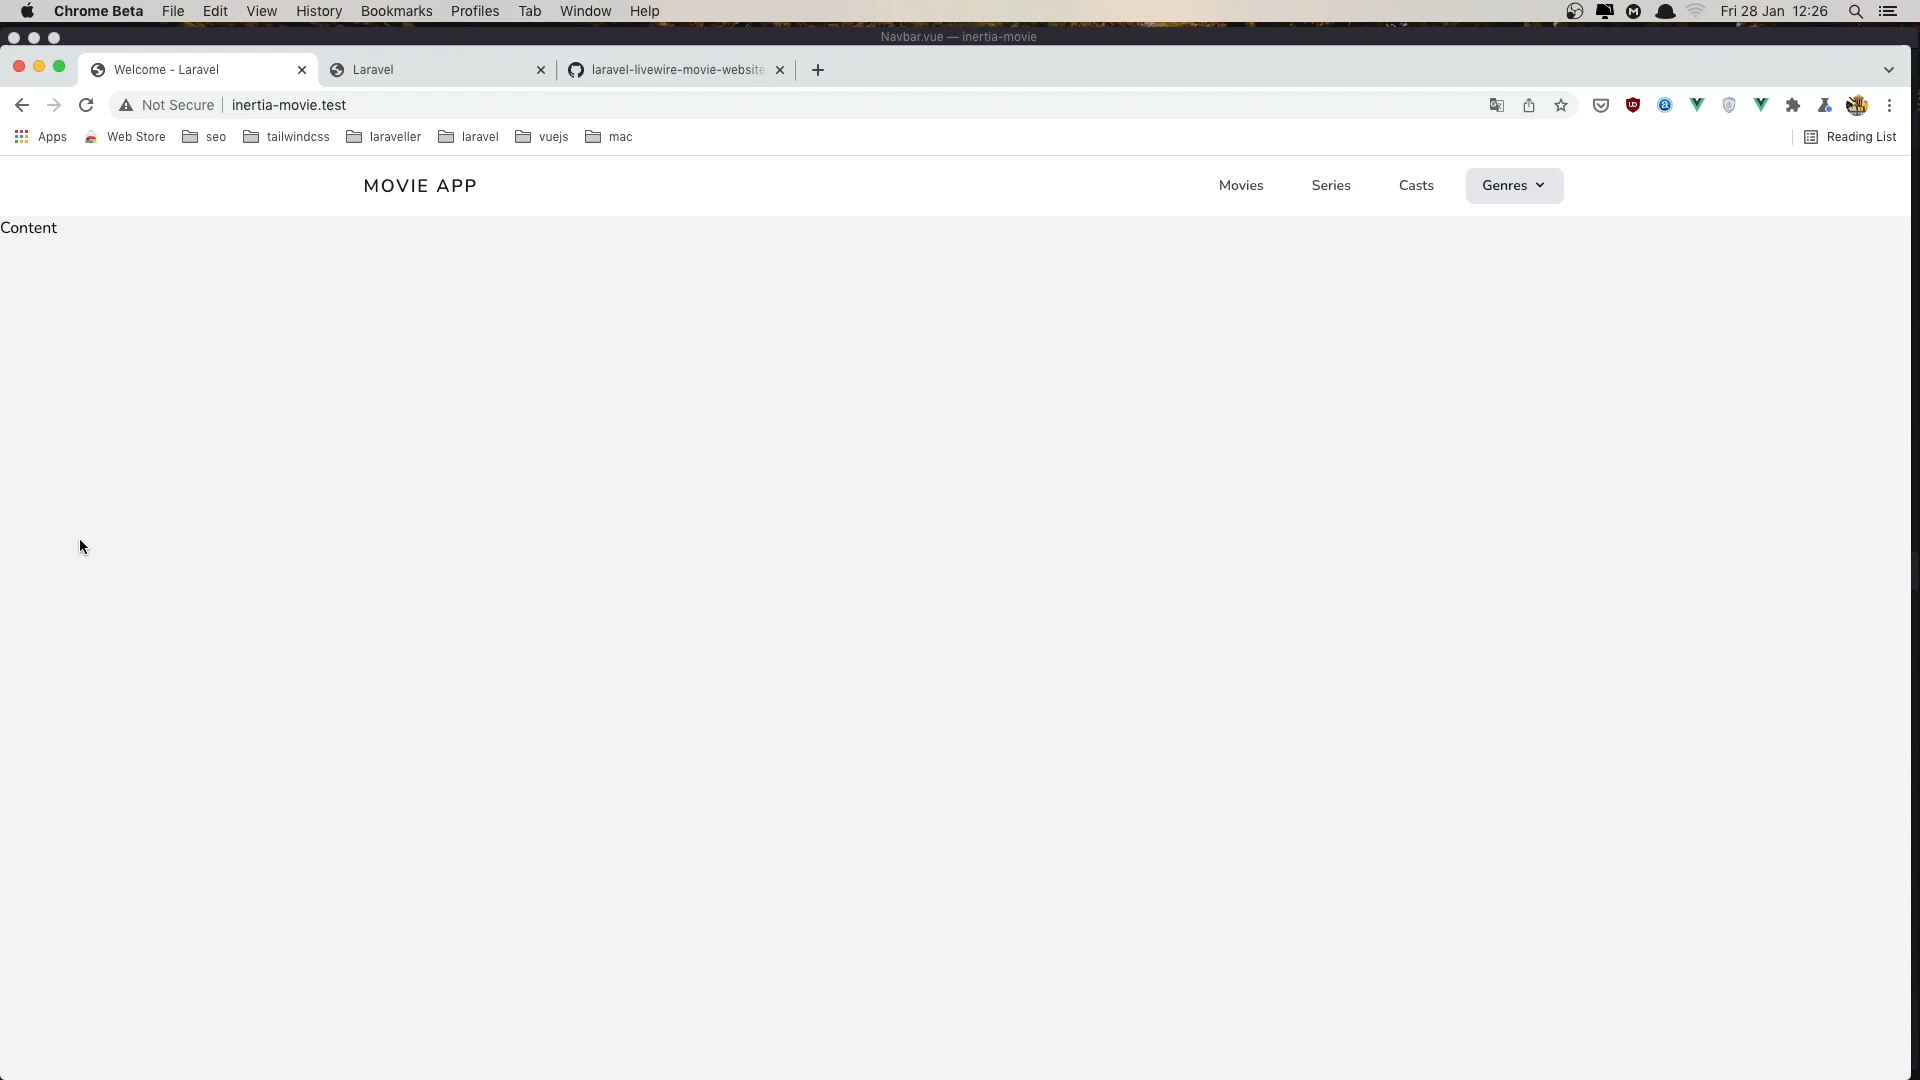 Chrome Beta File Edit View History Bookmarks Profiles Tab Window Help Fri 28 Jan 12:26
Navbar.vue — inertia-movie
Welcome - Laravel Laravel laravel-livewire-movie-website
Not Secure inertia-movie.test
Apps Web Store seo tailwindcss laraveller laravel vuejs mac Reading List
MOVIE APP Movies Series Casts Genres
Content